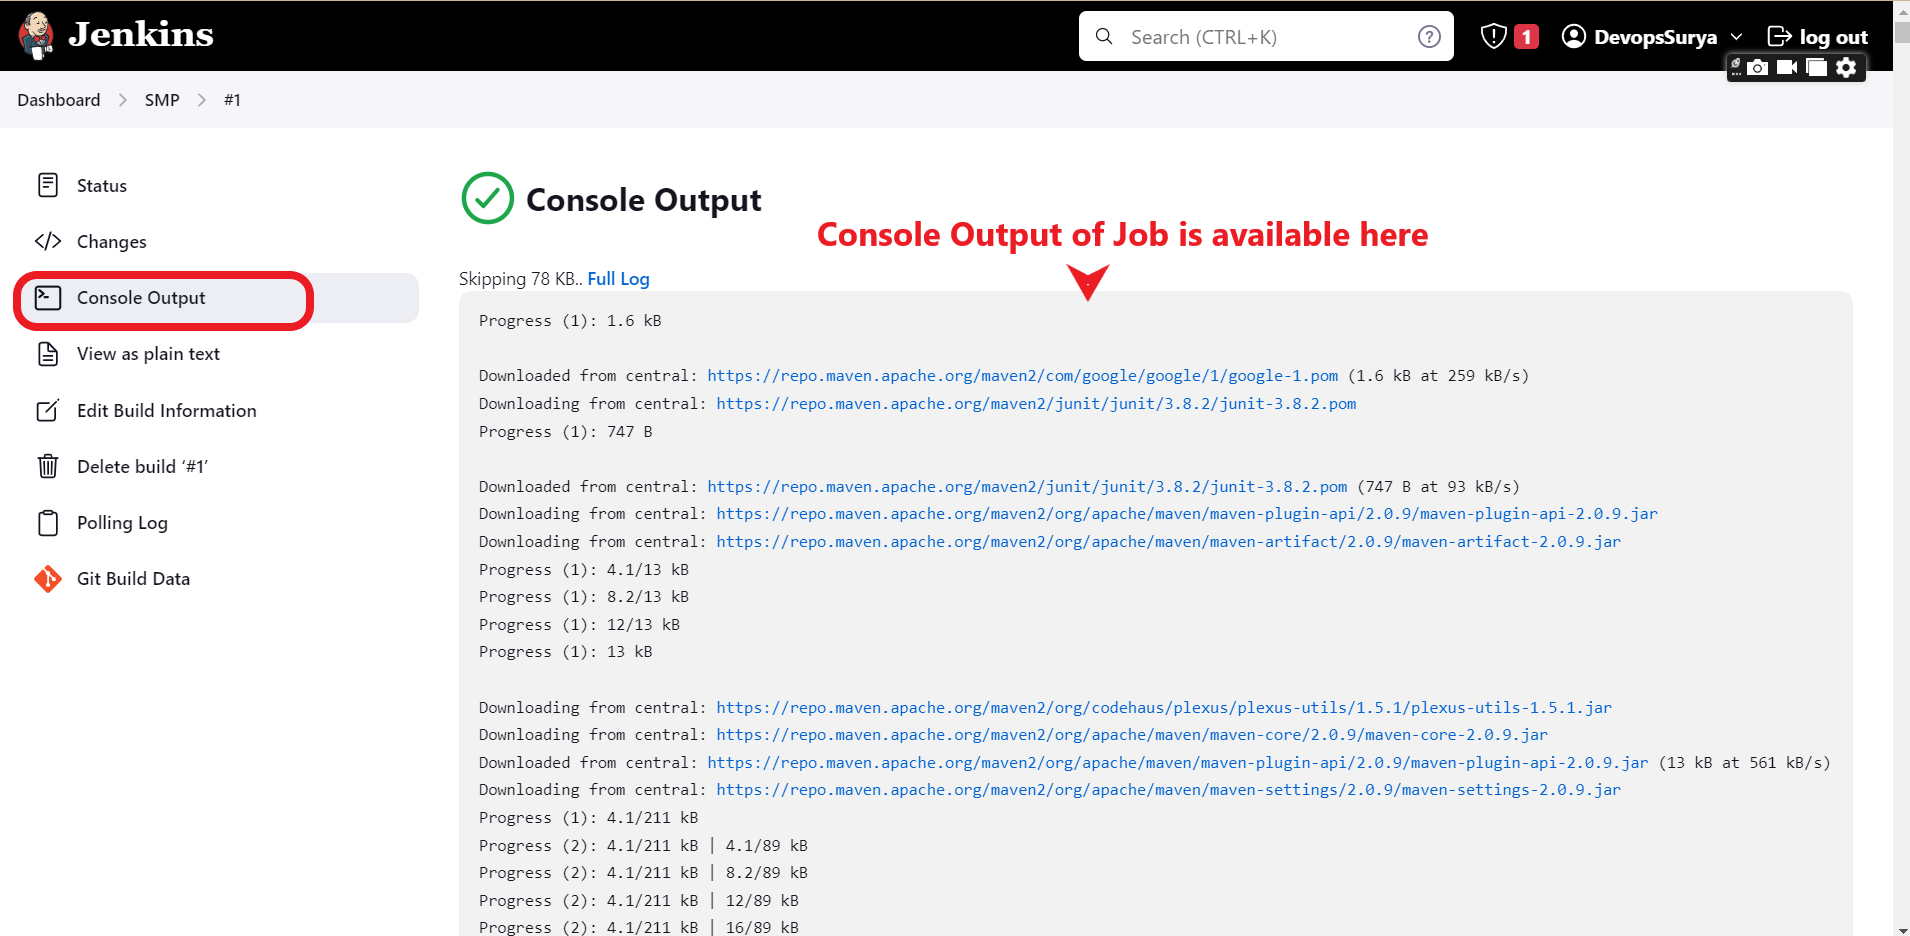 Jenkins
Search (CTRL+K)
1
DevopsSurya
log out
Dashboard
SMP
#1
Status
Changes
Console Output
View as plain text
Edit Build Information
Delete build ‘#1’
Polling Log
Git Build Data
Console Output
Console Output of Job is available here
Skipping 78 KB.. Full Log
Progress (1): 1.6 kB
Downloaded from central: https://repo.maven.apache.org/maven2/com/google/google/1/google-1.pom (1.6 kB at 259 kB/s)
Downloading from central: https://repo.maven.apache.org/maven2/junit/junit/3.8.2/junit-3.8.2.pom
Progress (1): 747 B
Downloaded from central: https://repo.maven.apache.org/maven2/junit/junit/3.8.2/junit-3.8.2.pom (747 B at 93 kB/s)
Downloading from central: https://repo.maven.apache.org/maven2/org/apache/maven/maven-plugin-api/2.0.9/maven-plugin-api-2.0.9.jar
Downloading from central: https://repo.maven.apache.org/maven2/org/apache/maven/maven-artifact/2.0.9/maven-artifact-2.0.9.jar
Progress (1): 4.1/13 kB
Progress (1): 8.2/13 kB
Progress (1): 12/13 kB
Progress (1): 13 kB
Downloading from central: https://repo.maven.apache.org/maven2/org/codehaus/plexus/plexus-utils/1.5.1/plexus-utils-1.5.1.jar
Downloading from central: https://repo.maven.apache.org/maven2/org/apache/maven/maven-core/2.0.9/maven-core-2.0.9.jar
Downloaded from central: https://repo.maven.apache.org/maven2/org/apache/maven/maven-plugin-api/2.0.9/maven-plugin-api-2.0.9.jar (13 kB at 561 kB/s)
Downloading from central: https://repo.maven.apache.org/maven2/org/apache/maven/maven-settings/2.0.9/maven-settings-2.0.9.jar
Progress (1): 4.1/211 kB
Progress (2): 4.1/211 kB | 4.1/89 kB
Progress (2): 4.1/211 kB | 8.2/89 kB
Progress (2): 4.1/211 kB | 12/89 kB
Progress (2): 4.1/211 kB | 16/89 kB